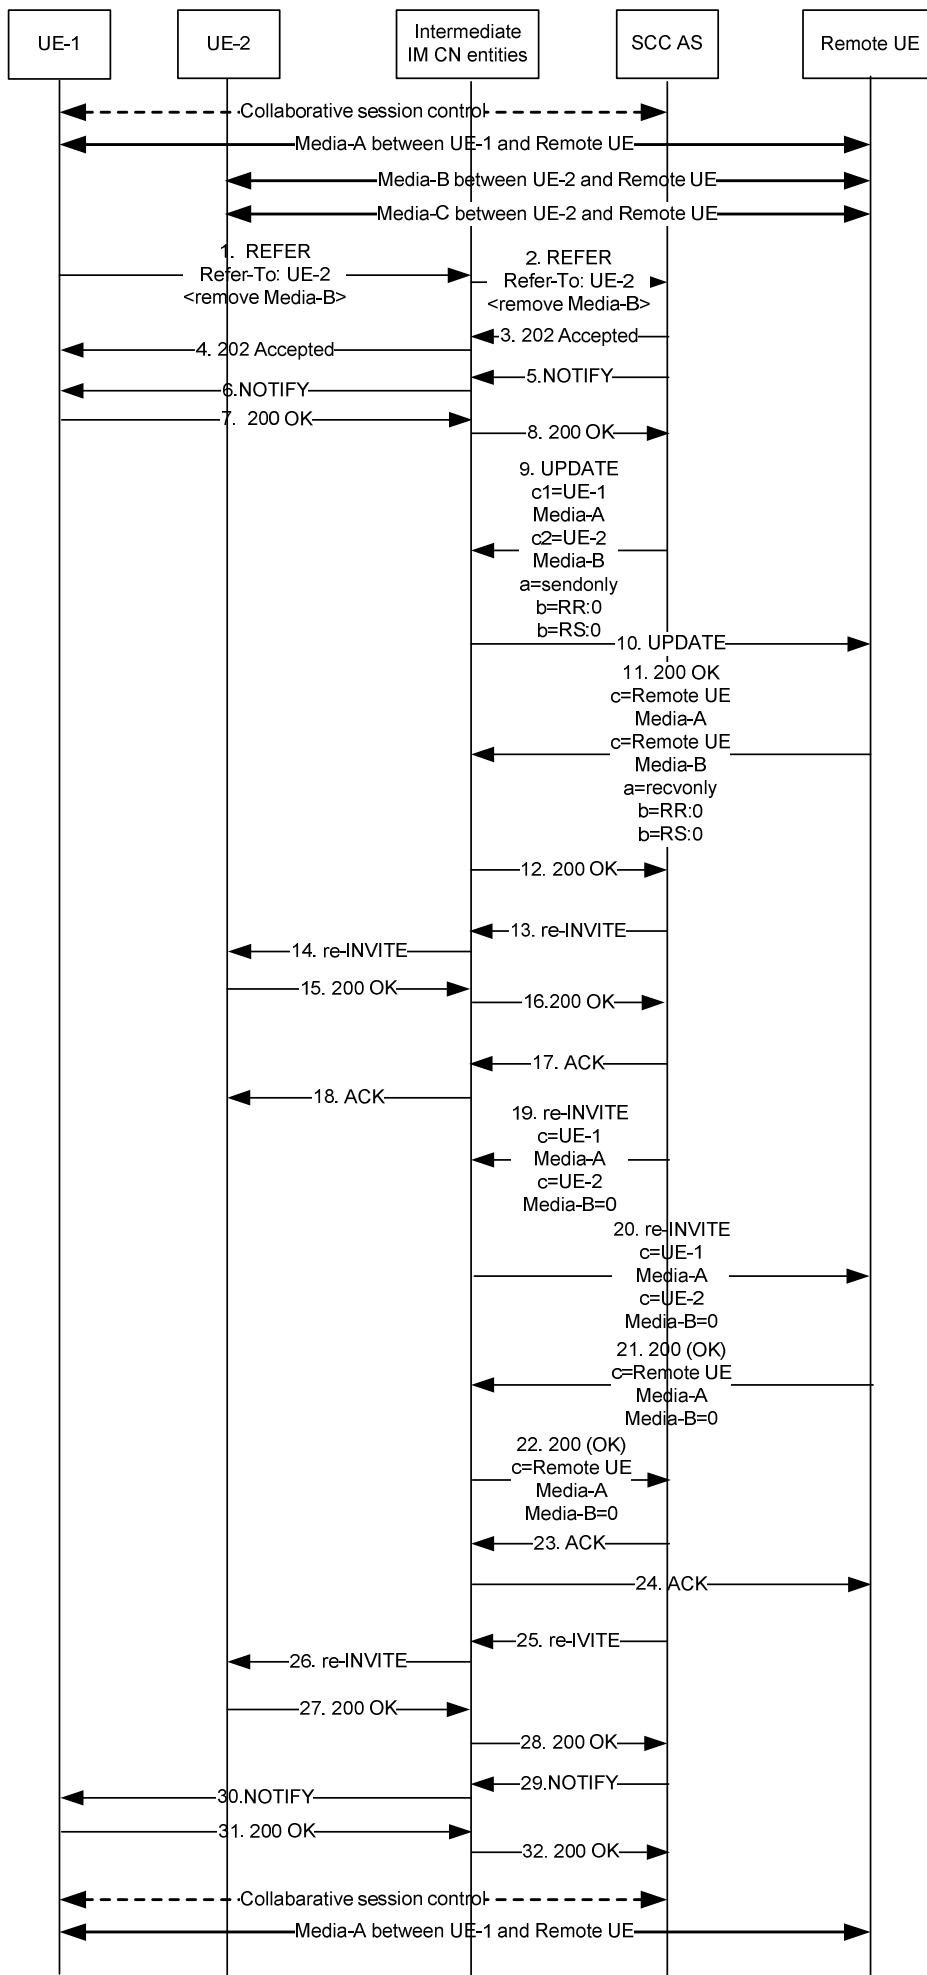 UE-1
UE-2
Intermediate
IM CN entities
SCC AS
Remote UE
Collaborative session control
Media-A between UE-1 and Remote UE
Media-B between UE-2 and Remote UE
Media-C between UE-2 and Remote UE
1. REFER
Refer-To: UE-2
<remove Media-B>
2. REFER
Refer-To: UE-2
<remove Media-B>
3. 202 Accepted
4. 202 Accepted
5.NOTIFY
6.NOTIFY
7. 200 OK
8. 200 OK
9. UPDATE
c1=UE-1
Media-A
c2=UE-2
Media-B
a=sendonly
b=RR:0
b=RS:0
10. UPDATE
11. 200 OK
c=Remote UE
Media-A
c=Remote UE
Media-B
a=recvonly
b=RR:0
b=RS:0
12. 200 OK
13. re-INVITE
14. re-INVITE
15. 200 OK
16.200 OK
17. ACK
18. ACK
19. re-INVITE
c=UE-1
Media-A
c=UE-2
Media-B=0
20. re-INVITE
c=UE-1
Media-A
c=UE-2
Media-B=0
21. 200 (OK)
c=Remote UE
Media-A
Media-B=0
22. 200 (OK)
c=Remote UE
Media-A
Media-B=0
23. ACK
24. ACK
25. re-IVITE
26. re-INVITE
27. 200 OK
28. 200 OK
29.NOTIFY
30.NOTIFY
31. 200 OK
32. 200 OK
Collabarative session control
Media-A between UE-1 and Remote UE